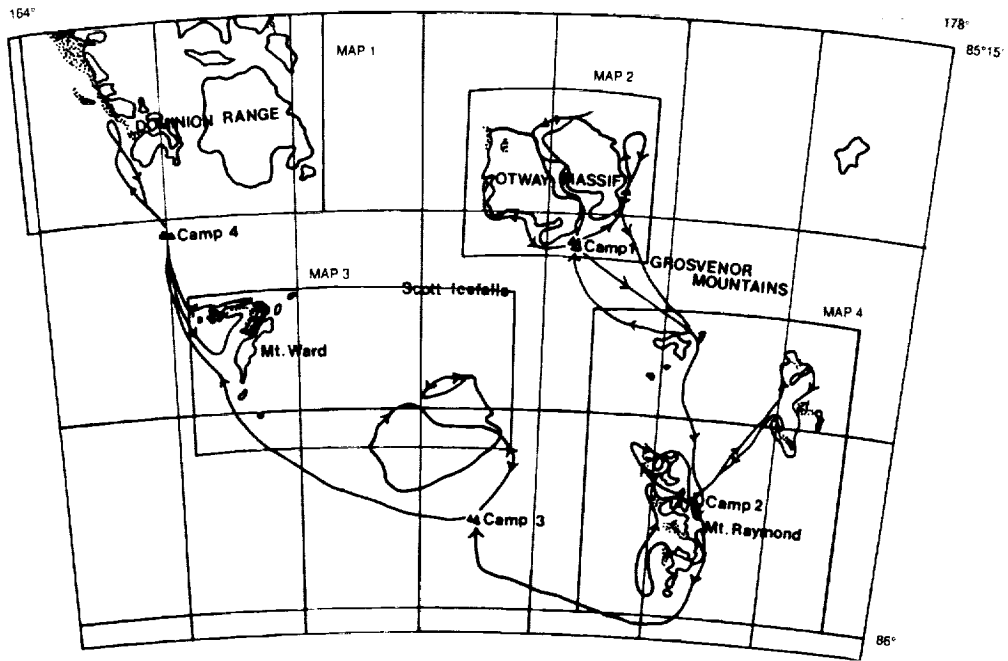 164°
178°
85°15'
MAP 1
MAP 2
DOMINION RANGE
OTWAY MASSIF
Camp 4
Camp 1
GROSVENOR
MOUNTAINS
MAP 3
Scott Icefalls
MAP 4
Mt. Ward
Camp 2
Mt. Raymond
Camp 3
86°